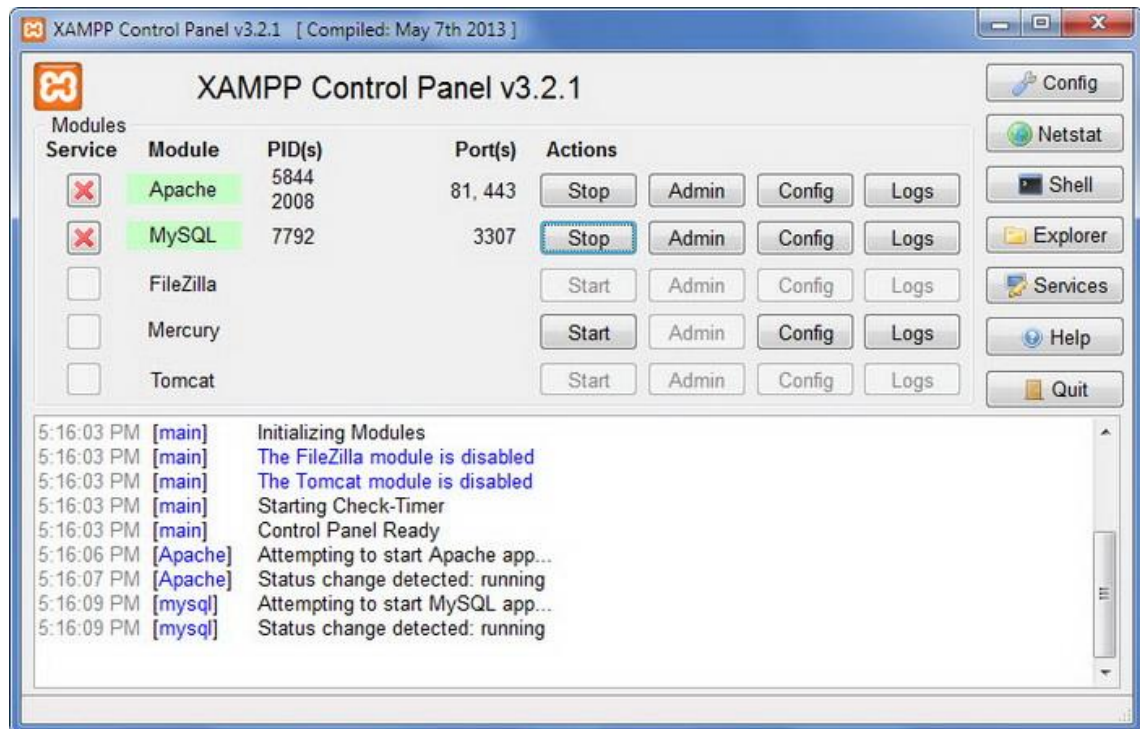 XAMPP Control Panel v3.2.1 [ Compiled: May 7th 2013 ]
XAMPP Control Panel v3.2.1
Config
Modules
Service Module PID(s) Port(s) Actions
Netstat
Apache 5844 2008 81, 443 Stop Admin Config Logs
Shell
MySQL 7792 3307 Stop Admin Config Logs
Explorer
FileZilla Start Admin Config Logs
Services
Mercury Start Admin Config Logs
Help
Tomcat Start Admin Config Logs
Quit
5:16:03 PM [main] Initializing Modules
5:16:03 PM [main] The FileZilla module is disabled
5:16:03 PM [main] The Tomcat module is disabled
5:16:03 PM [main] Starting Check-Timer
5:16:03 PM [main] Control Panel Ready
5:16:06 PM [Apache] Attempting to start Apache app...
5:16:07 PM [Apache] Status change detected: running
5:16:09 PM [mysql] Attempting to start MySQL app...
5:16:09 PM [mysql] Status change detected: running